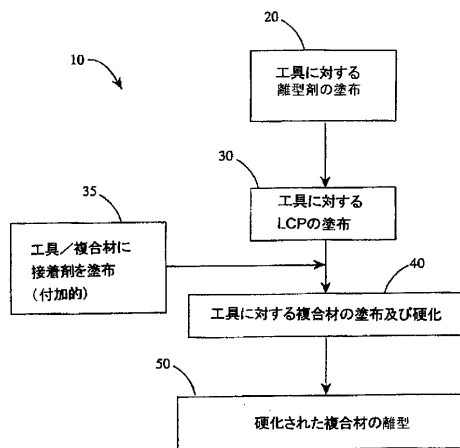 20
10
工具に対する
離型剤の塗布
30
工具に対する
LCPの塗布
35
工具／複合材に
接着剤を塗布
(付加的)
40
工具に対する複合材の塗布及び硬化
50
硬化された複合材の離型